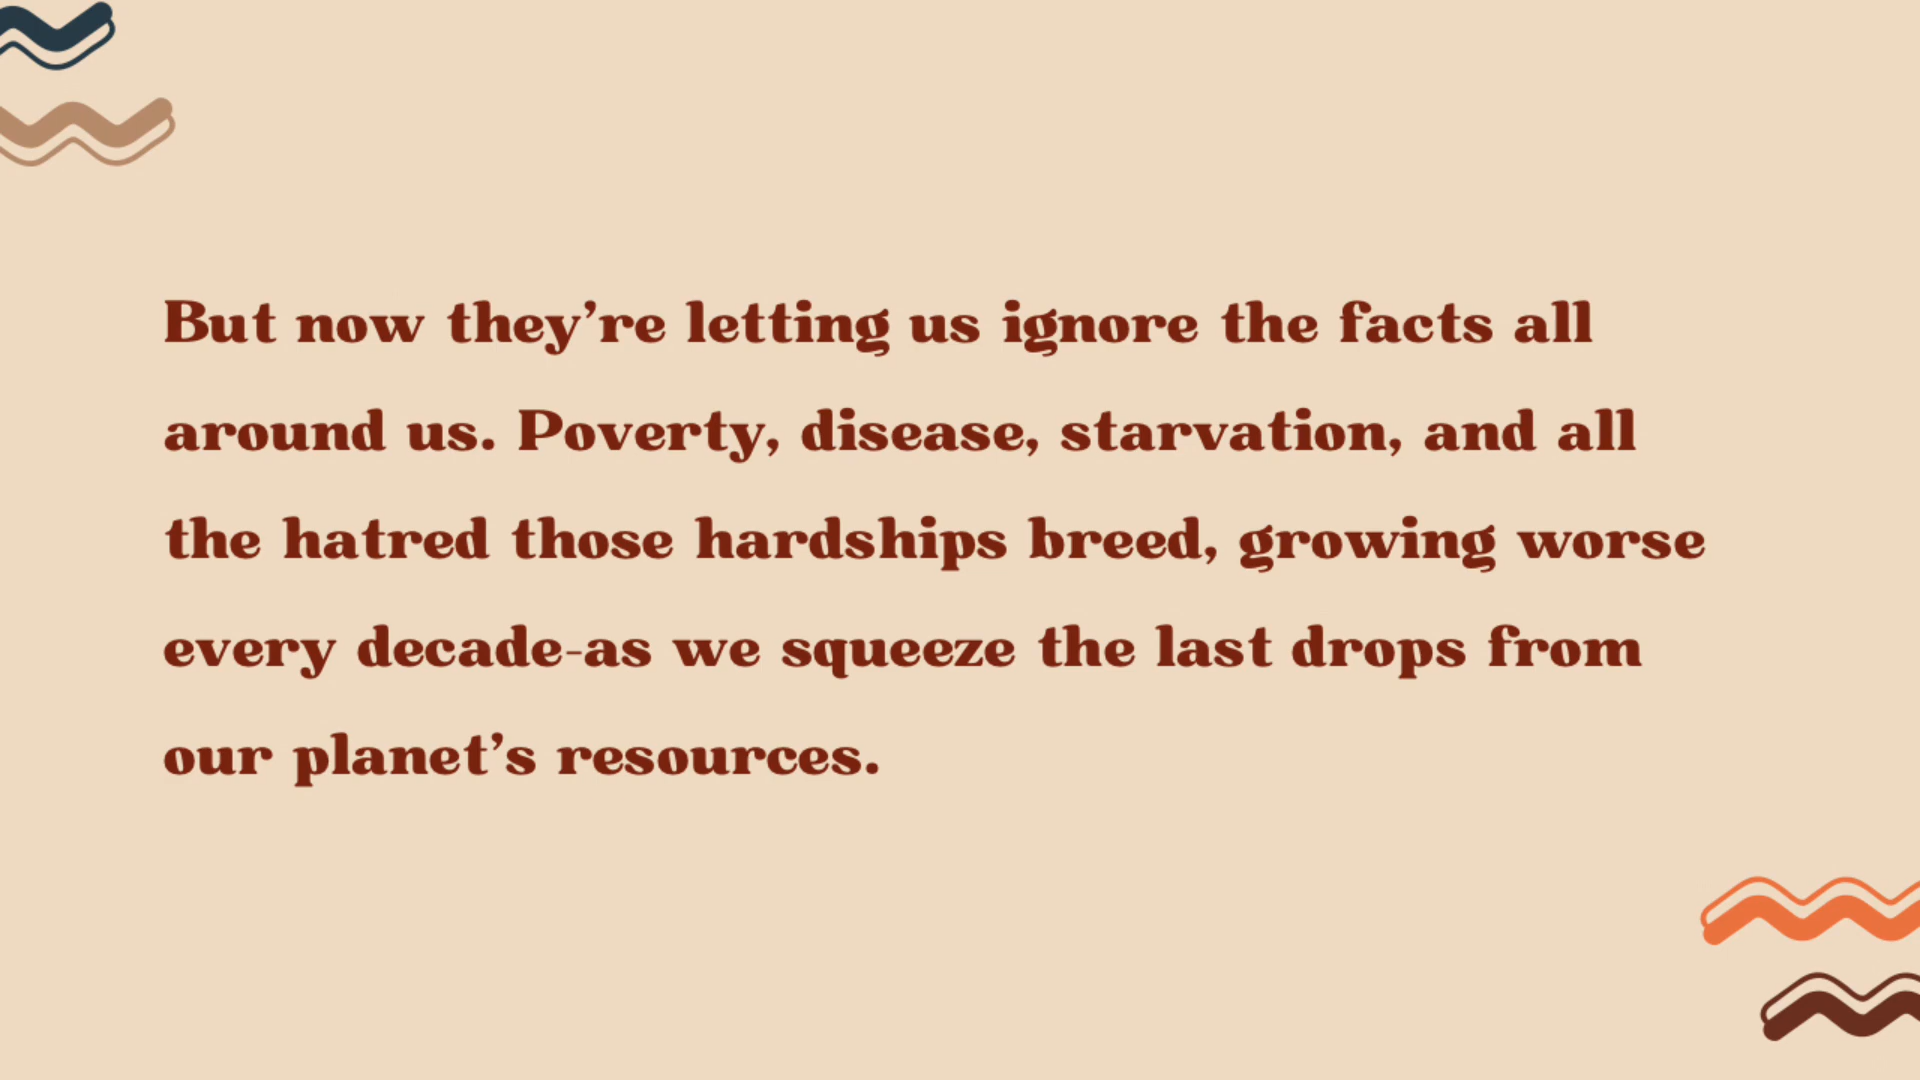 But now they’re letting us ignore the facts all
around us. Poverty, disease, starvation, and all
the hatred those hardships breed, growing worse
every decade-as we squeeze the last drops from
our planet’s resources.